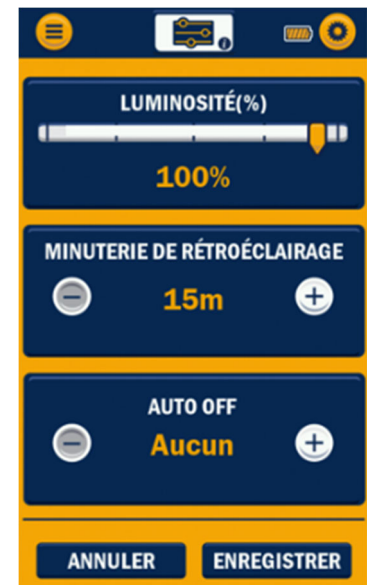 LUMINOSITÉ(%)
100%
MINUTERIE DE RÉTROÉCLAIRAGE
15m
AUTO OFF
Aucun
ANNULER ENREGISTRER